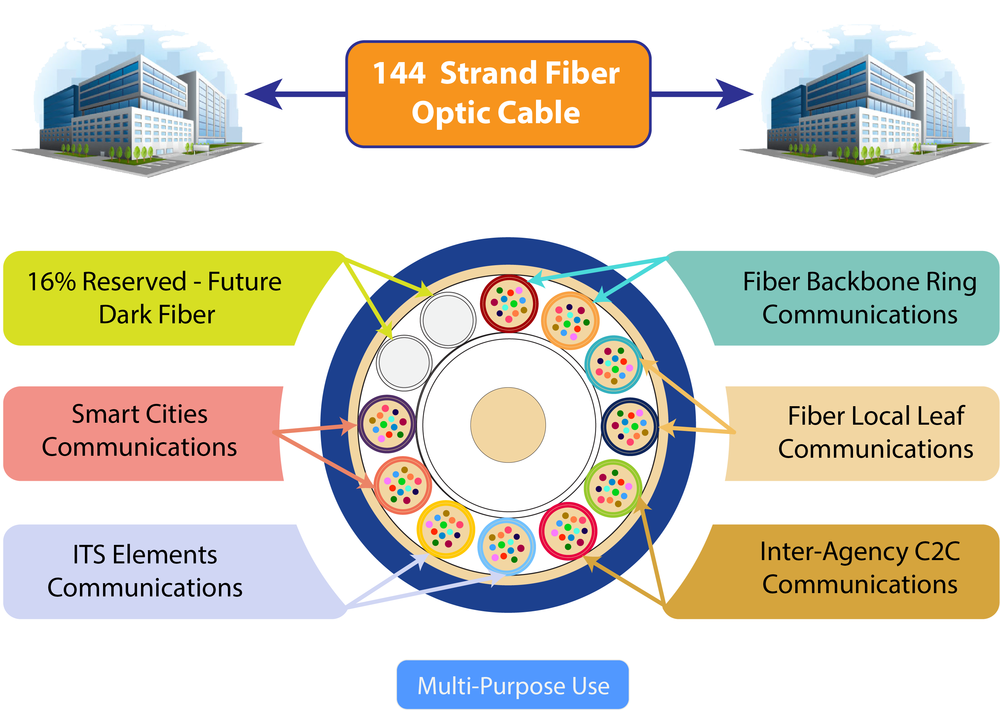 144 Strand Fiber
Optic Cable
16% Reserved - Future
Dark Fiber
Fiber Backbone Ring
Communications
Smart Cities
Communications
Fiber Local Leaf
Communications
ITS Elements
Communications
Inter-Agency C2C
Communications
Multi-Purpose Use